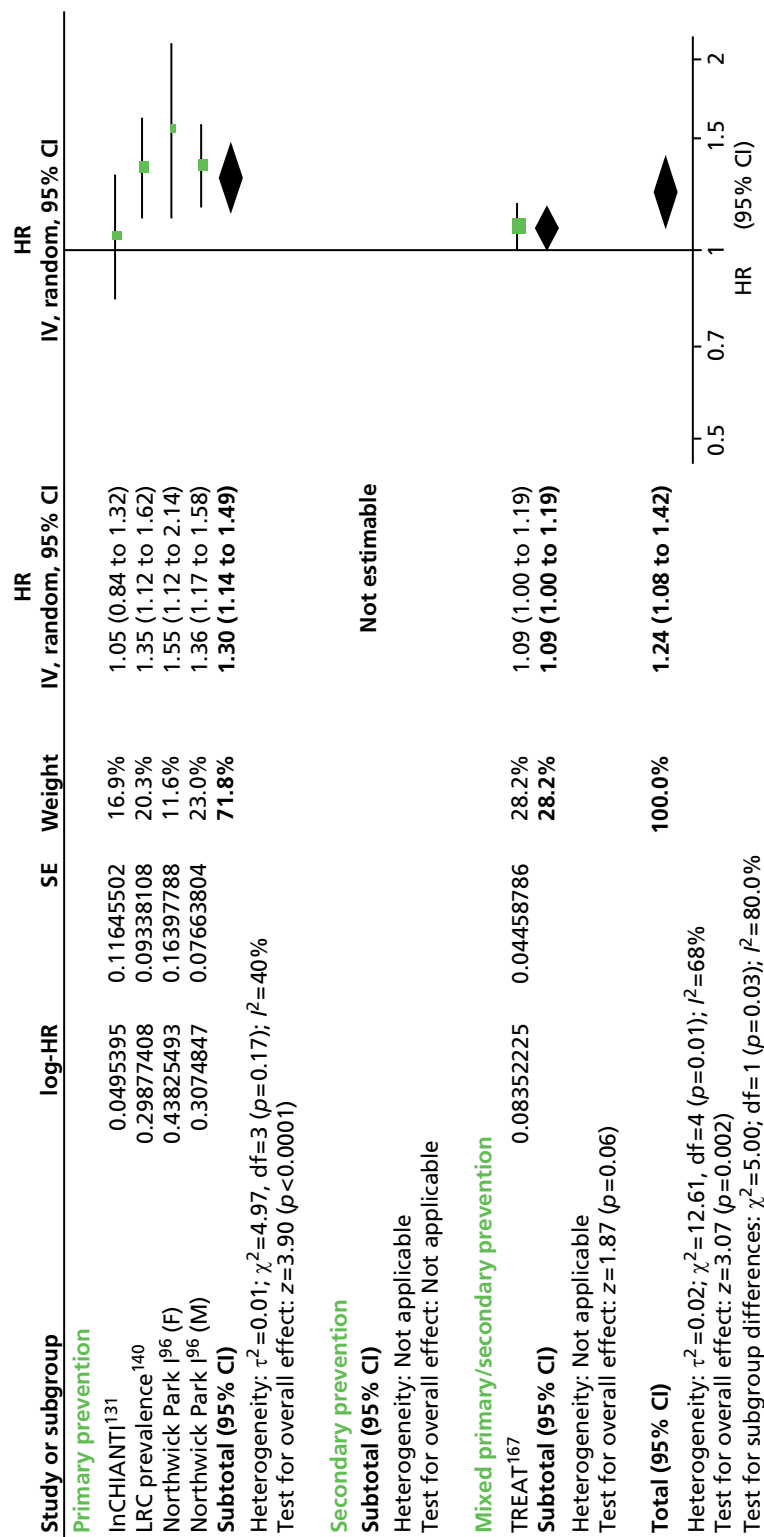 HR HR
Study or subgroup log-HR SE Weight IV, random, 95% CI IV, random, 95% CI
Primary prevention
InCHIANTI¹³¹ 0.0495395 0.11645502 16.9% 1.05 (0.84 to 1.32)
LRC prevalence¹⁴⁰ 0.29877408 0.09338108 20.3% 1.35 (1.12 to 1.62)
Northwick Park I⁹⁶ (F) 0.43825493 0.16397788 11.6% 1.55 (1.12 to 2.14)
Northwick Park I⁹⁶ (M) 0.3074847 0.07663804 23.0% 1.36 (1.17 to 1.58)
Subtotal (95% CI) 71.8% 1.30 (1.14 to 1.49)
Heterogeneity: τ²=0.01; χ²=4.97, df=3 (p=0.17); I²=40%
Test for overall effect: z=3.90 (p<0.0001)
Secondary prevention
Subtotal (95% CI) Not estimable
Heterogeneity: Not applicable
Test for overall effect: Not applicable
Mixed primary/secondary prevention
TREAT¹⁶⁷ 0.08352225 0.04458786 28.2% 1.09 (1.00 to 1.19)
Subtotal (95% CI) 28.2% 1.09 (1.00 to 1.19)
Heterogeneity: Not applicable
Test for overall effect: z=1.87 (p=0.06)
Total (95% CI) 100.0% 1.24 (1.08 to 1.42)
Heterogeneity: τ²=0.02; χ²=12.61, df=4 (p=0.01); I²=68%
Test for overall effect: z=3.07 (p=0.002)
Test for subgroup differences: χ²=5.00; df=1 (p=0.03); I²=80.0%
0.5 0.7 1 1.5 2
HR (95% CI)